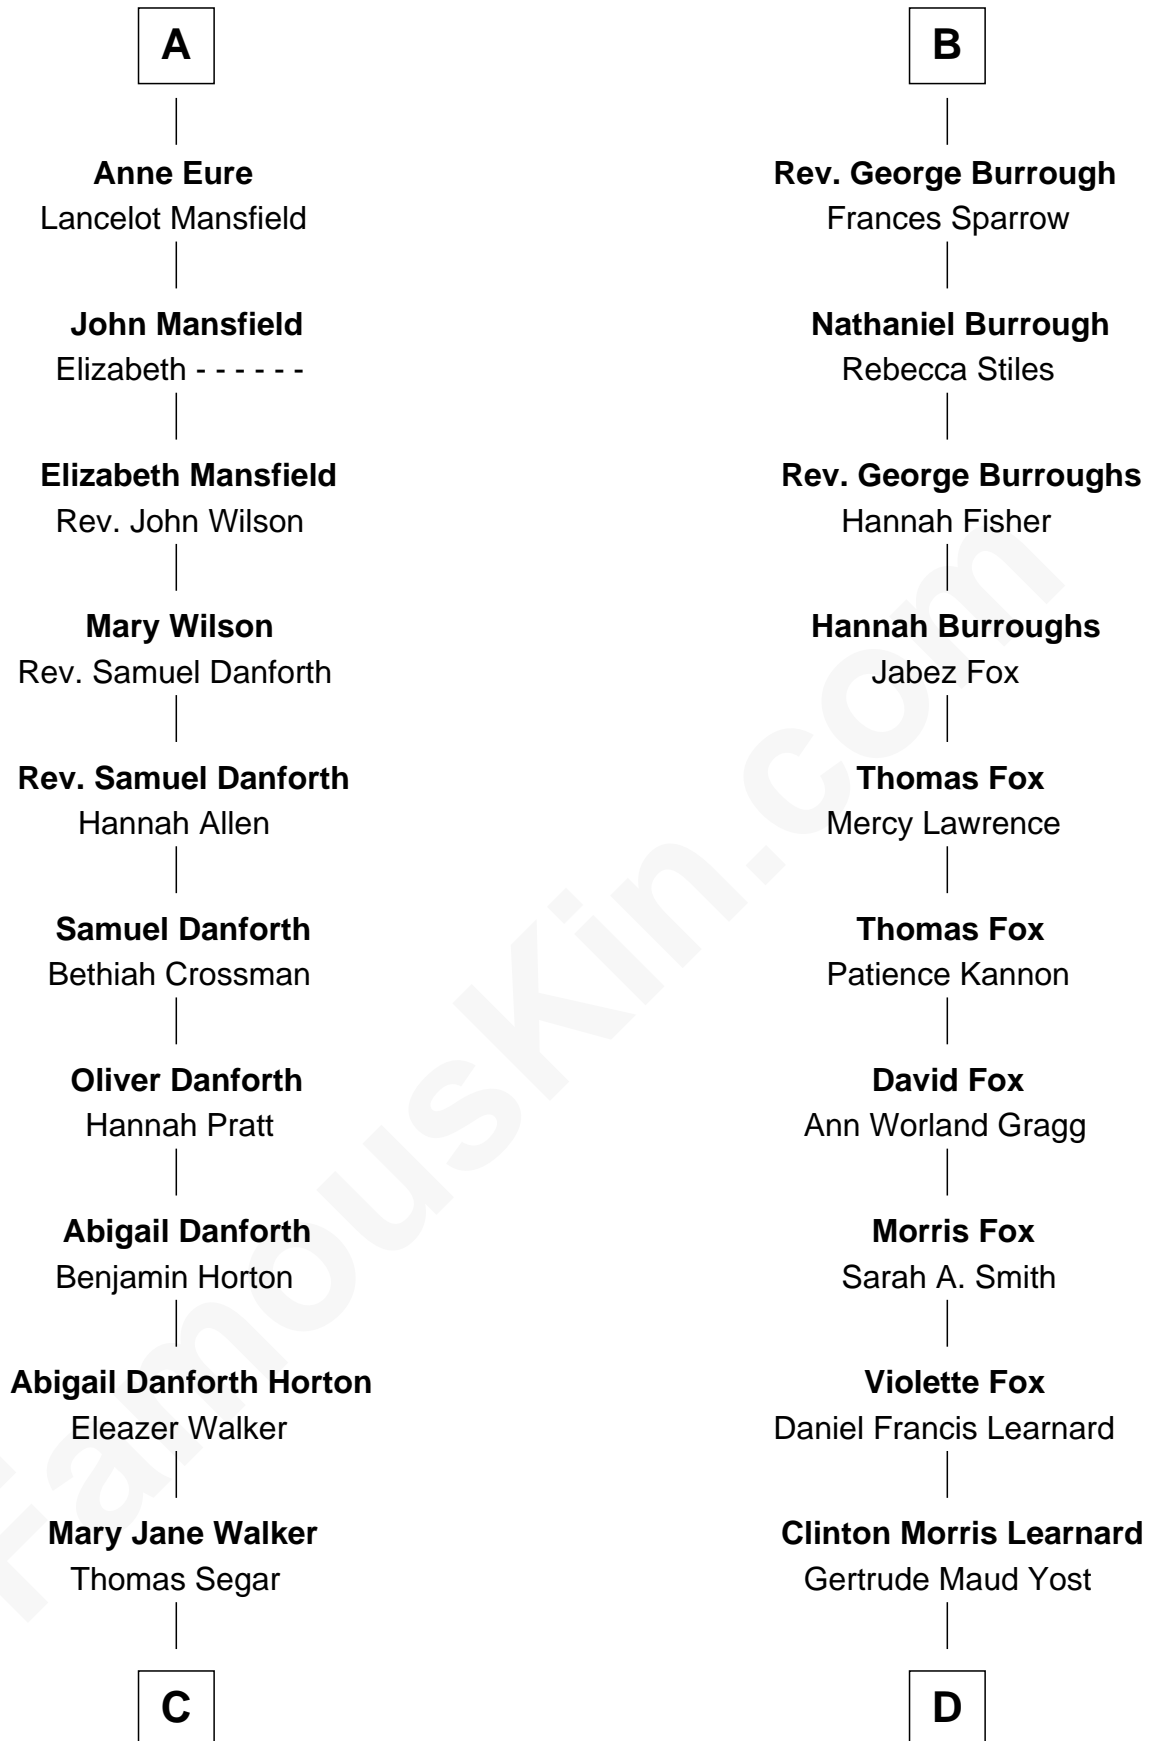 A
Anne Eure
Lancelot Mansfield
John Mansfield
Elizabeth - - - - - -
Elizabeth Mansfield
Rev. John Wilson
Mary Wilson
Rev. Samuel Danforth
Rev. Samuel Danforth
Hannah Allen
Samuel Danforth
Bethiah Crossman
Oliver Danforth
Hannah Pratt
Abigail Danforth
Benjamin Horton
Abigail Danforth Horton
Eleazer Walker
Mary Jane Walker
Thomas Segar
C
B
Rev. George Burrough
Frances Sparrow
Nathaniel Burrough
Rebecca Stiles
Rev. George Burroughs
Hannah Fisher
Hannah Burroughs
Jabez Fox
Thomas Fox
Mercy Lawrence
Thomas Fox
Patience Kannon
David Fox
Ann Worland Gragg
Morris Fox
Sarah A. Smith
Violette Fox
Daniel Francis Learnard
Clinton Morris Learnard
Gertrude Maud Yost
D
FamousKin.com